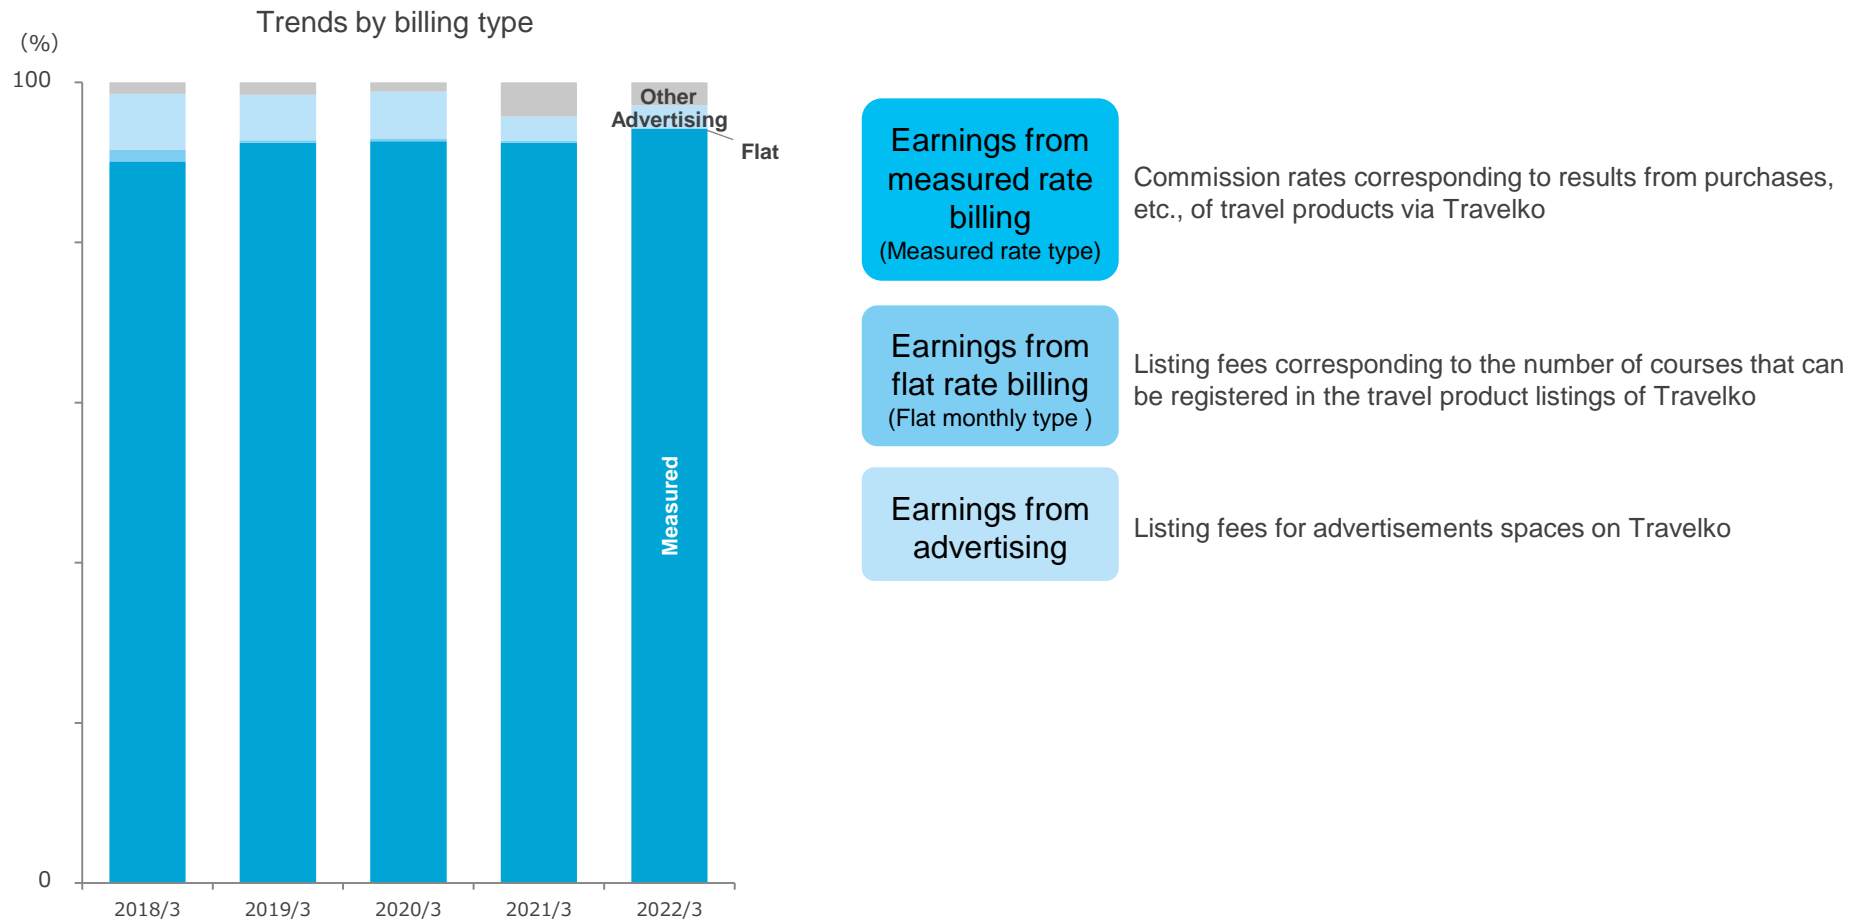 Trends by billing type
（%）
100
0
Other
Advertising
Flat
Measured
2018/3
2019/3
2020/3
2021/3
2022/3
Earnings from
measured rate
billing
(Measured rate type)
Commission rates corresponding to results from purchases,
etc., of travel products via Travelko
Earnings from
flat rate billing
(Flat monthly type )
Listing fees corresponding to the number of courses that can
be registered in the travel product listings of Travelko
Earnings from
advertising
Listing fees for advertisements spaces on Travelko